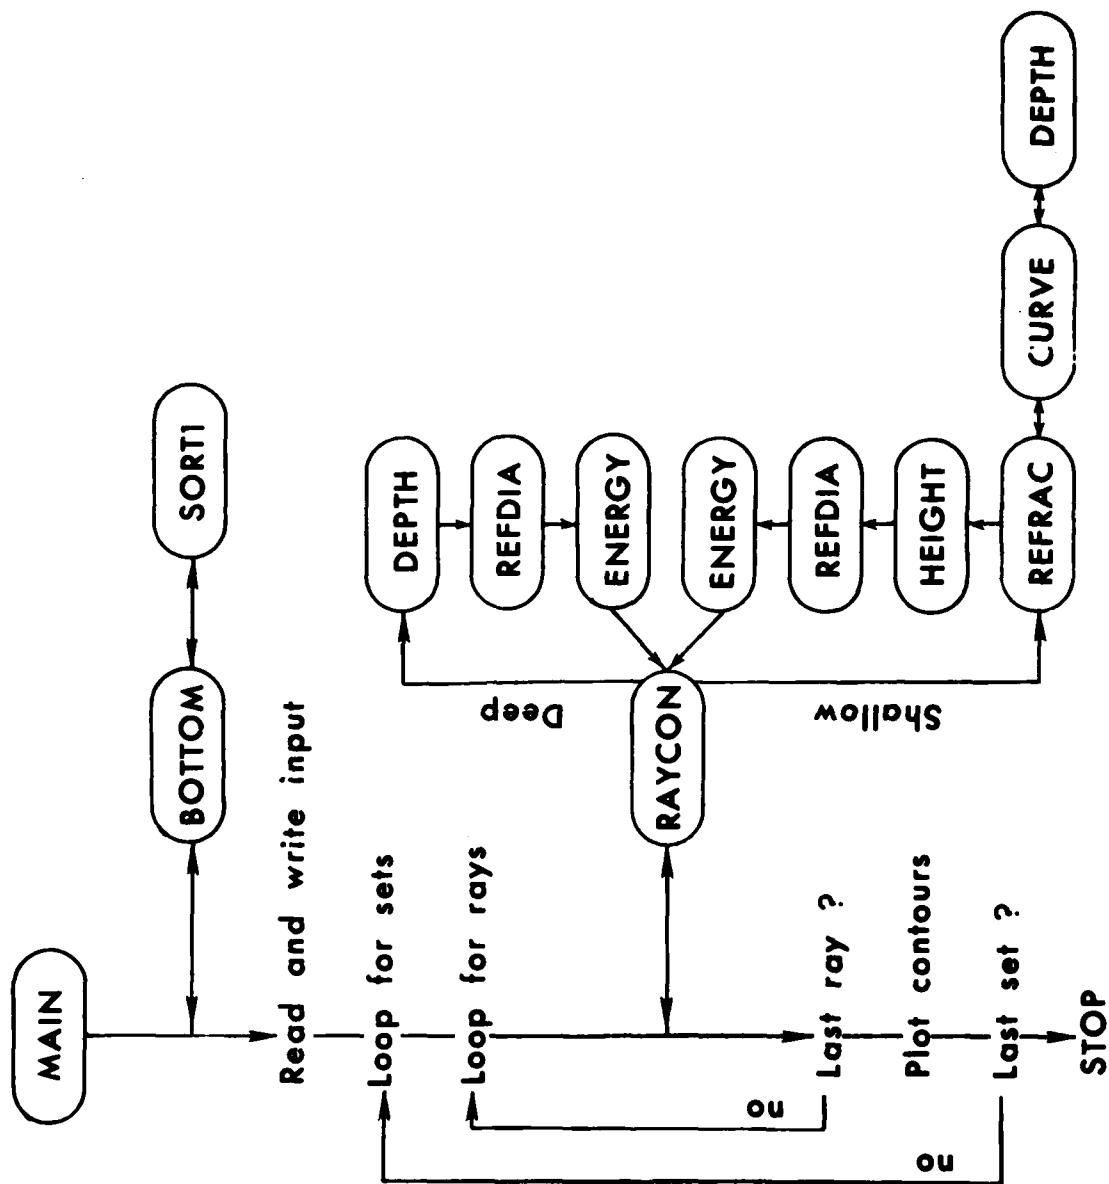 MAIN
BOTTOM
SORT1
Read and write input
Loop for sets
Loop for rays
RAYCON
Deep
DEPTH
REFDIA
ENERGY
ENERGY
REFDIA
HEIGHT
REFRAC
CURVE
DEPTH
Shallow
Last ray ?
no
Plot contours
Last set ?
no
STOP